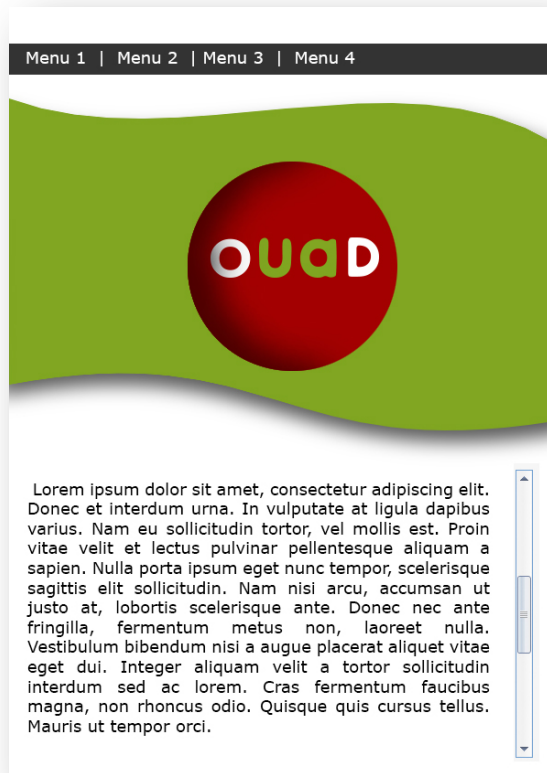 Menu 1 | Menu 2 | Menu 3 | Menu 4
OUaD
Lorem ipsum dolor sit amet, consectetur adipiscing elit.
Donec et interdum urna. In vulputate at ligula dapibus
varius. Nam eu sollicitudin tortor, vel mollis est. Proin
vitae velit et lectus pulvinar pellentesque aliquam a
sapien. Nulla porta ipsum eget nunc tempor, scelerisque
sagittis elit sollicitudin. Nam nisi arcu, accumsan ut
justo at, lobortis scelerisque ante. Donec nec ante
fringilla, fermentum metus non, laoreet nulla.
Vestibulum bibendum nisi a augue placerat aliquet vitae
eget dui. Integer aliquam velit a tortor sollicitudin
interdum sed ac lorem. Cras fermentum faucibus
magna, non rhoncus odio. Quisque quis cursus tellus.
Mauris ut tempor orci.